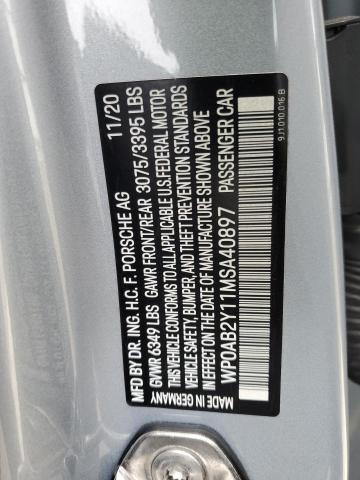 MFD BY DR. ING. H.C. F. PORSCHE AG 11/20
GVWR 6349 LBS GAWR FRONT/REAR 3075/3395 LBS
THIS VEHICLE CONFORMS TO ALL APPLICABLE U.S.FEDERAL MOTOR
VEHICLE SAFETY, BUMPER, AND THEFT PREVENTION STANDARDS
IN EFFECT ON THE DATE OF MANUFACTURE SHOWN ABOVE
WP0AB2Y11MSA40897 PASSENGER CAR
MADE IN GERMANY
9J1.010.016 B